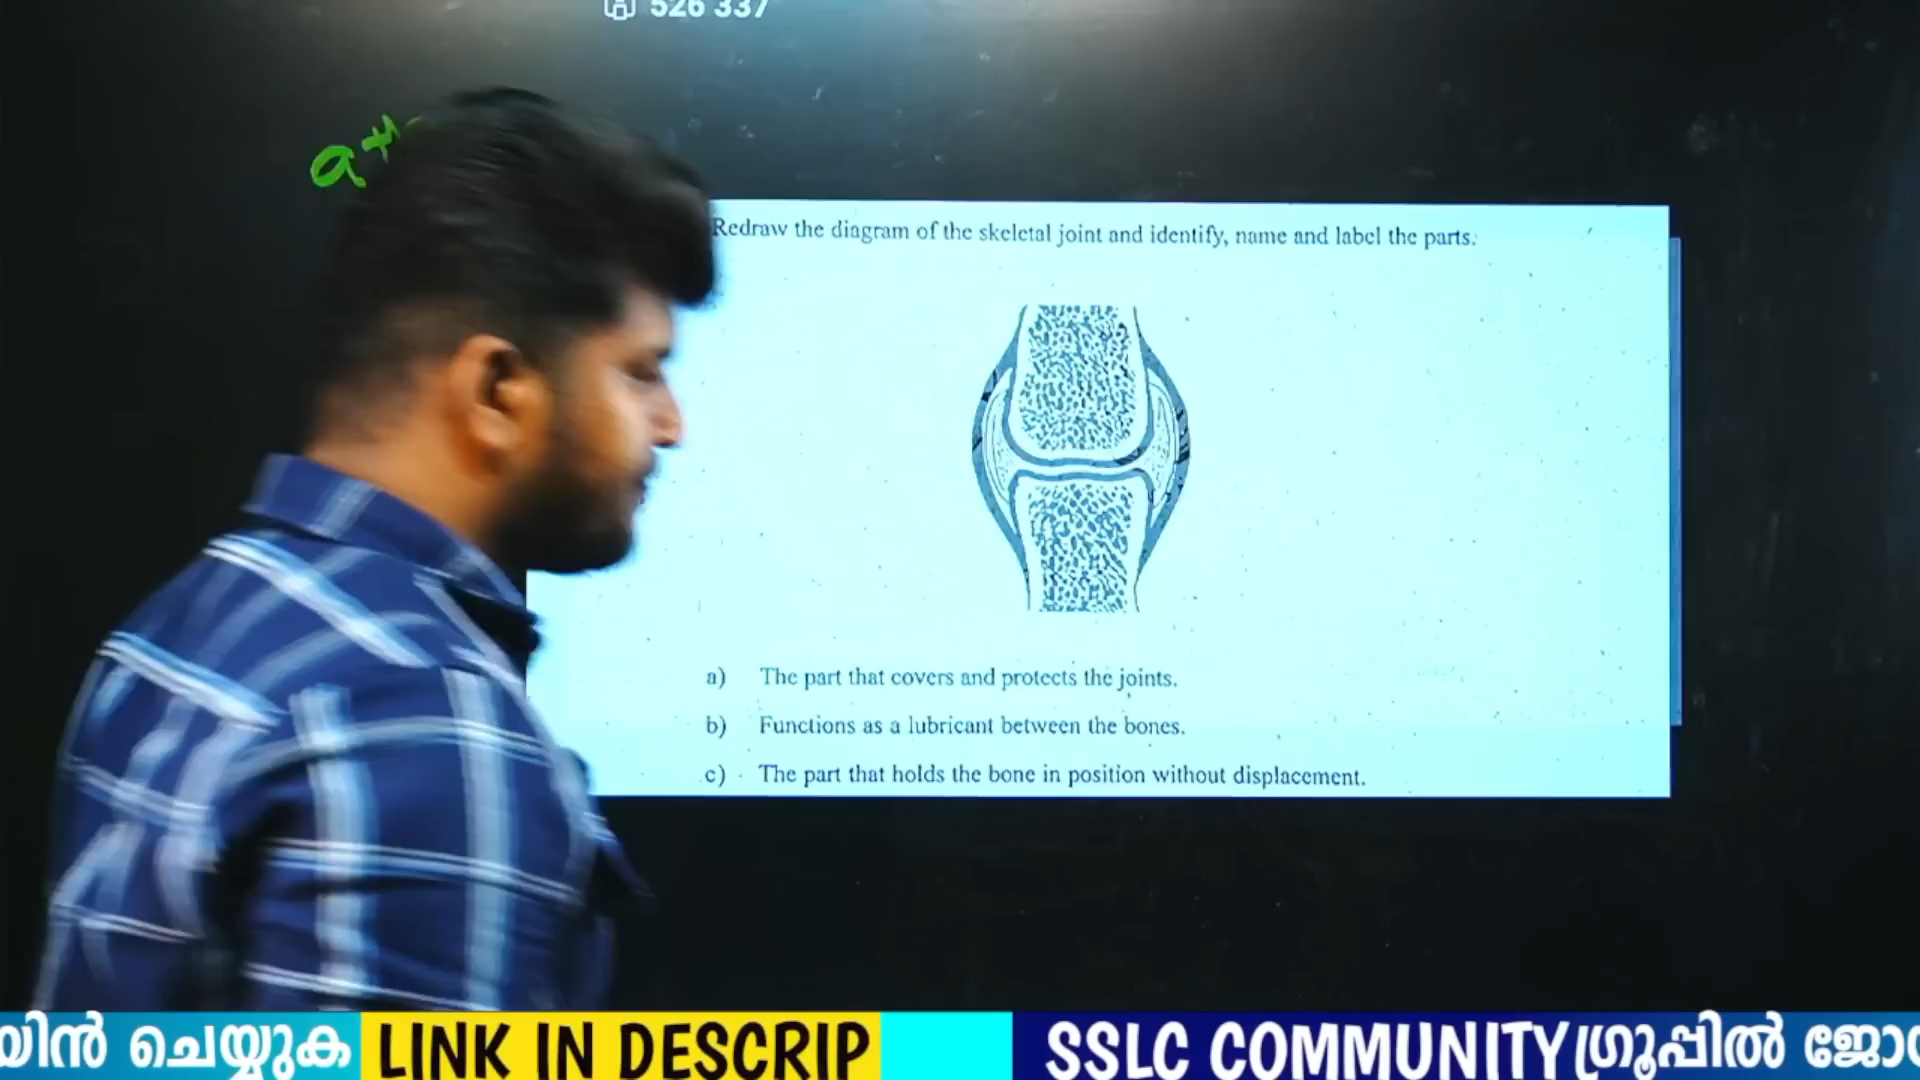 526 337
a+
Redraw the diagram of the skeletal joint and identify, name and label the parts.
a) The part that covers and protects the joints.
b) Functions as a lubricant between the bones.
c) The part that holds the bone in position without displacement.
യിൻ ചെയ്യുക LINK IN DESCRIP SSLC COMMUNITY ഗ്രൂപ്പിൽ ജോ